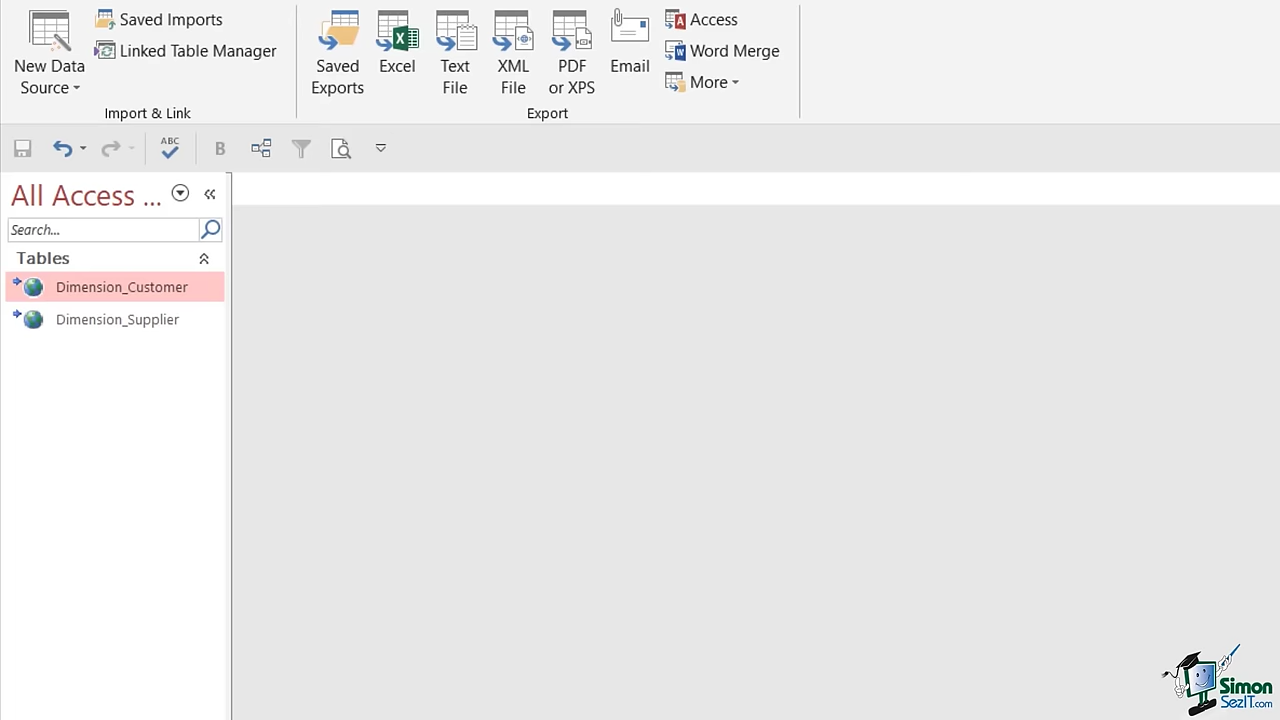 New Data
Source
Saved Imports
Linked Table Manager
Import & Link
Saved
Exports
Excel
Text
File
XML
File
PDF
or XPS
Email
Access
Word Merge
More
Export
ABC
B
All Access ...
Search...
Tables
Dimension_Customer
Dimension_Supplier
Simon
SezIT.com